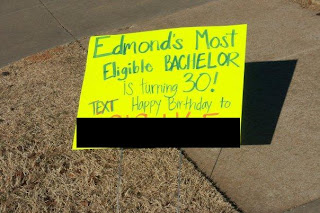 Edmond's Most
Eligible BACHELOR
Is turning 30!
TEXT Happy Birthday to